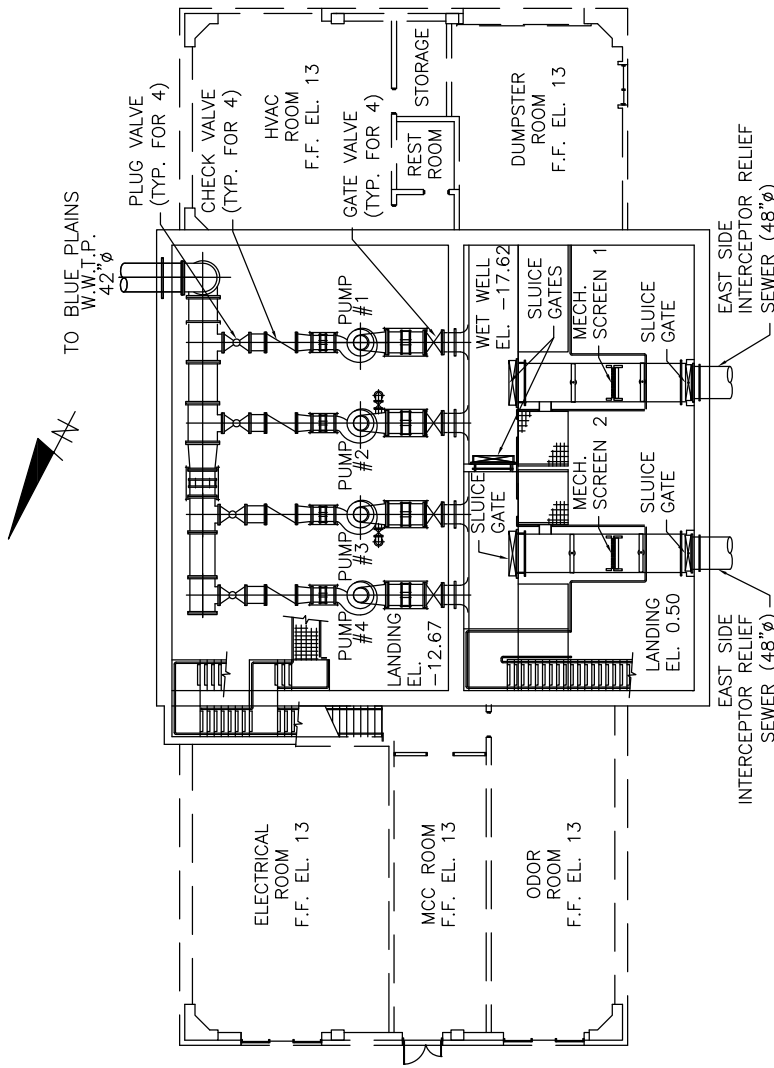 TO BLUE PLAINS
W.W.T.P.
42"ø
PLUG VALVE
(TYP. FOR 4)
CHECK VALVE
(TYP. FOR 4)
HVAC
ROOM
F.F. EL. 13
GATE VALVE
(TYP. FOR 4)
STORAGE
REST
ROOM
DUMPSTER
ROOM
F.F. EL. 13
N
PUMP
#1
PUMP
#2
PUMP
#3
PUMP
#4
LANDING
EL.
-12.67
WET WELL
EL. -17.62
SLUICE
GATES
MECH.
SCREEN 1
SLUICE
GATE
SLUICE
GATE
MECH.
SCREEN 2
SLUICE
GATE
LANDING
EL. 0.50
EAST SIDE
INTERCEPTOR RELIEF
SEWER (48"ø)
EAST SIDE
INTERCEPTOR RELIEF
SEWER (48"ø)
ELECTRICAL
ROOM
F.F. EL. 13
MCC ROOM
F.F. EL. 13
ODOR
ROOM
F.F. EL. 13